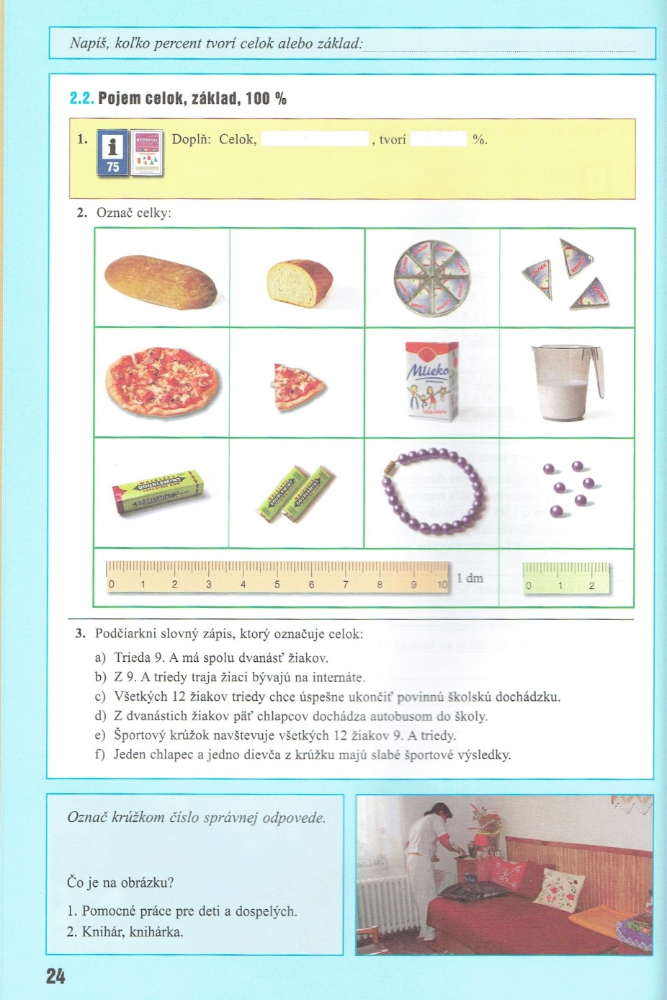 Napíš, koľko percent tvorí celok alebo základ:
2.2. Pojem celok, základ, 100 %
1. i 75 MATEMATIKA Doplň: Celok, , tvorí %.
2. Označ celky:
Mlieko
WRIGLEY'S
DOUBLEMINT
CHEWING GUM
DOUBLEMINT
DOUBLEMINT
DOUBLEMINT
0 1 2 3 4 5 6 7 8 9 10 1 dm
0 1 2
3. Podčiarkni slovný zápis, ktorý označuje celok:
a) Trieda 9. A má spolu dvanásť žiakov.
b) Z 9. A triedy traja žiaci bývajú na internáte.
c) Všetkých 12 žiakov triedy chce úspešne ukončiť povinnú školskú dochádzku.
d) Z dvanástich žiakov päť chlapcov dochádza autobusom do školy.
e) Športový krúžok navštevuje všetkých 12 žiakov 9. A triedy.
f) Jeden chlapec a jedno dievča z krúžku majú slabé športové výsledky.
Označ krúžkom číslo správnej odpovede.
Čo je na obrázku?
1. Pomocné práce pre deti a dospelých.
2. Knihár, knihárka.
24